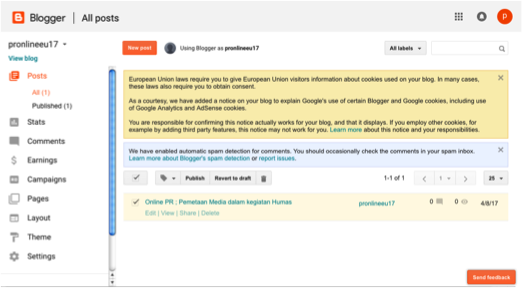 Blogger | All posts
P
pronlineeu17
View blog
New post
Using Blogger as pronlineeu17
All labels
Posts
All (1)
Published (1)
Stats
Comments
Earnings
Campaigns
Pages
Layout
Theme
Settings
European Union laws require you to give European Union visitors information about cookies used on your blog. In many cases,
these laws also require you to obtain consent.
As a courtesy, we have added a notice on your blog to explain Google's use of certain Blogger and Google cookies, including use
of Google Analytics and AdSense cookies.
You are responsible for confirming this notice actually works for your blog, and that it displays. If you employ other cookies, for
example by adding third party features, this notice may not work for you. Learn more about this notice and your responsibilities.
We have enabled automatic spam detection for comments. You should occasionally check the comments in your spam inbox.
Learn more about Blogger's spam detection or report issues.
Publish Revert to draft 1-1 of 1 1 25
Online PR : Pemetaan Media dalam kegiatan Humas pronlineeu17 0 0 4/8/17
Edit | View | Share | Delete
Send feedback